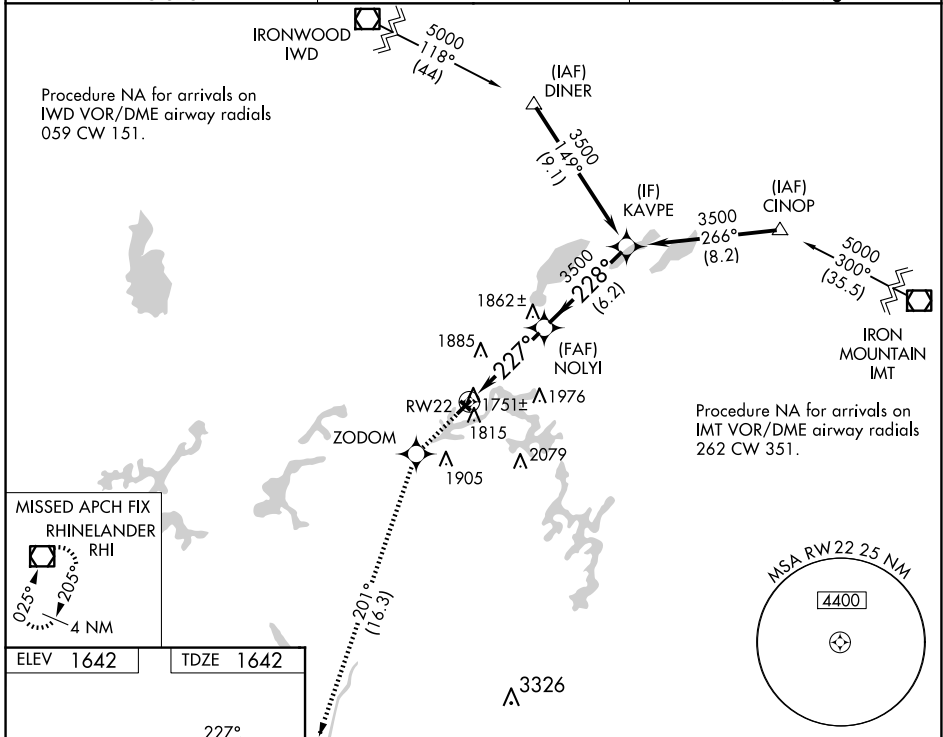 IRONWOOD
IWD
5000
118°
(44)
Procedure NA for arrivals on
IWD VOR/DME airway radials
059 CW 151.
(IAF)
DINER
3500
149°
(9.1)
(IF)
KAVPE
(IAF)
CINOP
3500
266°
(8.2)
5000
300°
(35.5)
IRON
MOUNTAIN
IMT
3500
228°
(6.2)
1862±
(FAF)
NOLYI
1885
227°
RW22
1751±
1976
1815
ZODOM
2079
1905
Procedure NA for arrivals on
IMT VOR/DME airway radials
262 CW 351.
MISSED APCH FIX
RHINELANDER
RHI
025°
205°
4 NM
201°
(16.3)
MSA RW 22 25 NM
4400
ELEV 1642
TDZE 1642
3326
227°